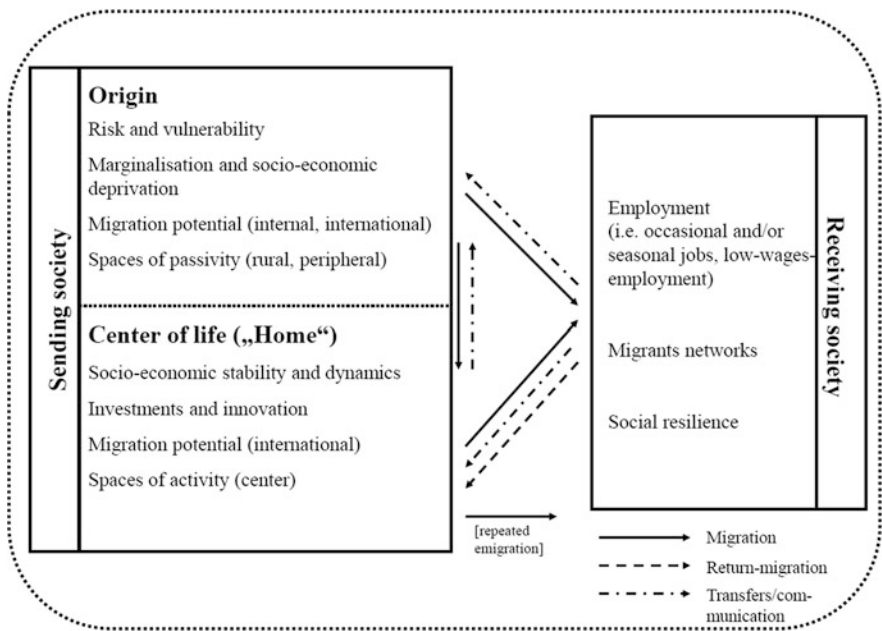 Sending society
Origin
Risk and vulnerability
Marginalisation and socio-economic
deprivation
Migration potential (internal, international)
Spaces of passivity (rural, peripheral)
Center of life („Home“)
Socio-economic stability and dynamics
Investments and innovation
Migration potential (international)
Spaces of activity (center)
[repeated
emigration]
Employment
(i.e. occasional and/or
seasonal jobs, low-wages-
employment)
Migrants networks
Social resilience
Receiving society
Migration
Return-migration
Transfers/com-
munication